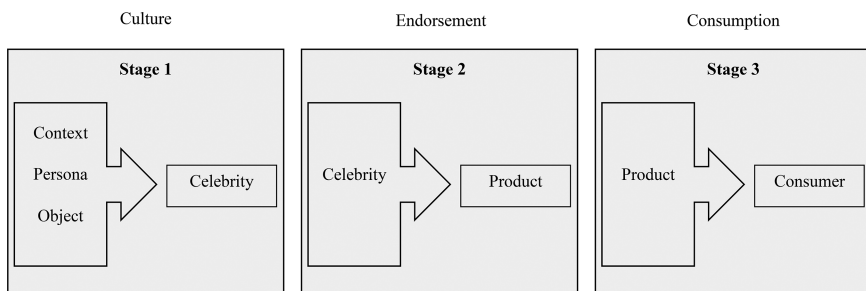 Culture
Endorsement
Consumption
Stage 1
Stage 2
Stage 3
Context
Persona
Object
Celebrity
Celebrity
Product
Product
Consumer